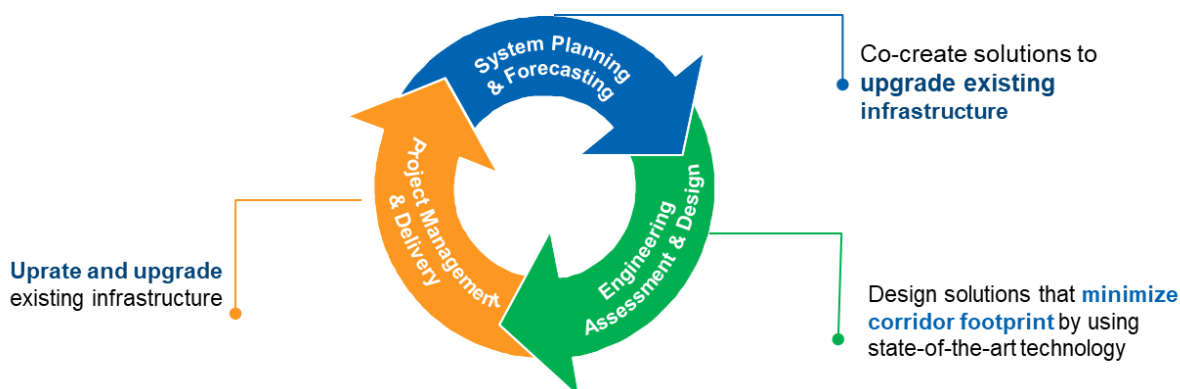 System Planning
& Forecasting
Co-create solutions to
upgrade existing
infrastructure
Engineering
Assessment & Design
Design solutions that minimize
corridor footprint by using
state-of-the-art technology
Project Management
& Delivery
Uprate and upgrade
existing infrastructure